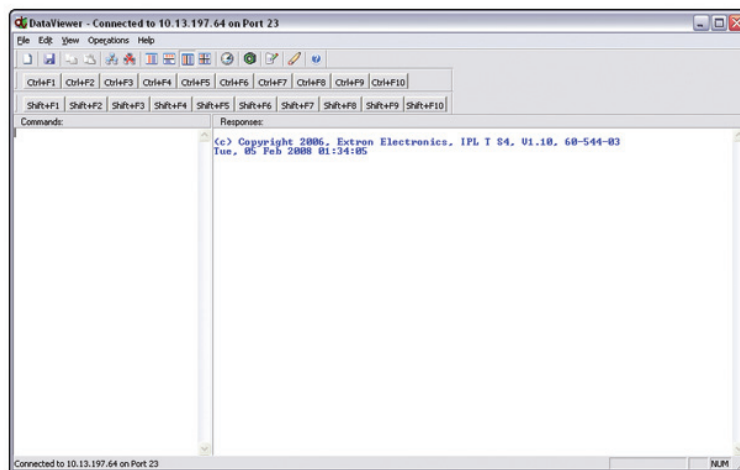 DataViewer - Connected to 10.13.197.64 on Port 23
File Edit View Operations Help
Ctrl+F1 Ctrl+F2 Ctrl+F3 Ctrl+F4 Ctrl+F5 Ctrl+F6 Ctrl+F7 Ctrl+F8 Ctrl+F9 Ctrl+F10
Shift+F1 Shift+F2 Shift+F3 Shift+F4 Shift+F5 Shift+F6 Shift+F7 Shift+F8 Shift+F9 Shift+F10
Commands: Responses:
(c) Copyright 2006, Extron Electronics, IPL T S4, V1.10, 60-544-03
Tue, 05 Feb 2008 01:34:05
Connected to 10.13.197.64 on Port 23 NUM